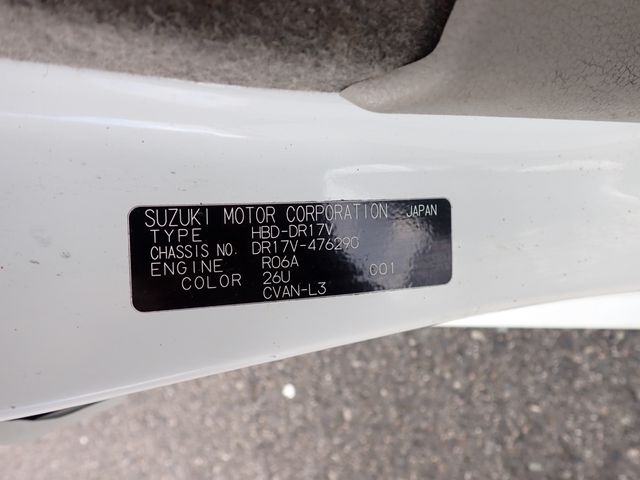 SUZUKI MOTOR CORPORATION JAPAN
TYPE HBD-DR17V
CHASSIS NO. DR17V-476290
ENGINE R06A 001
COLOR 26U
CVAN-L3